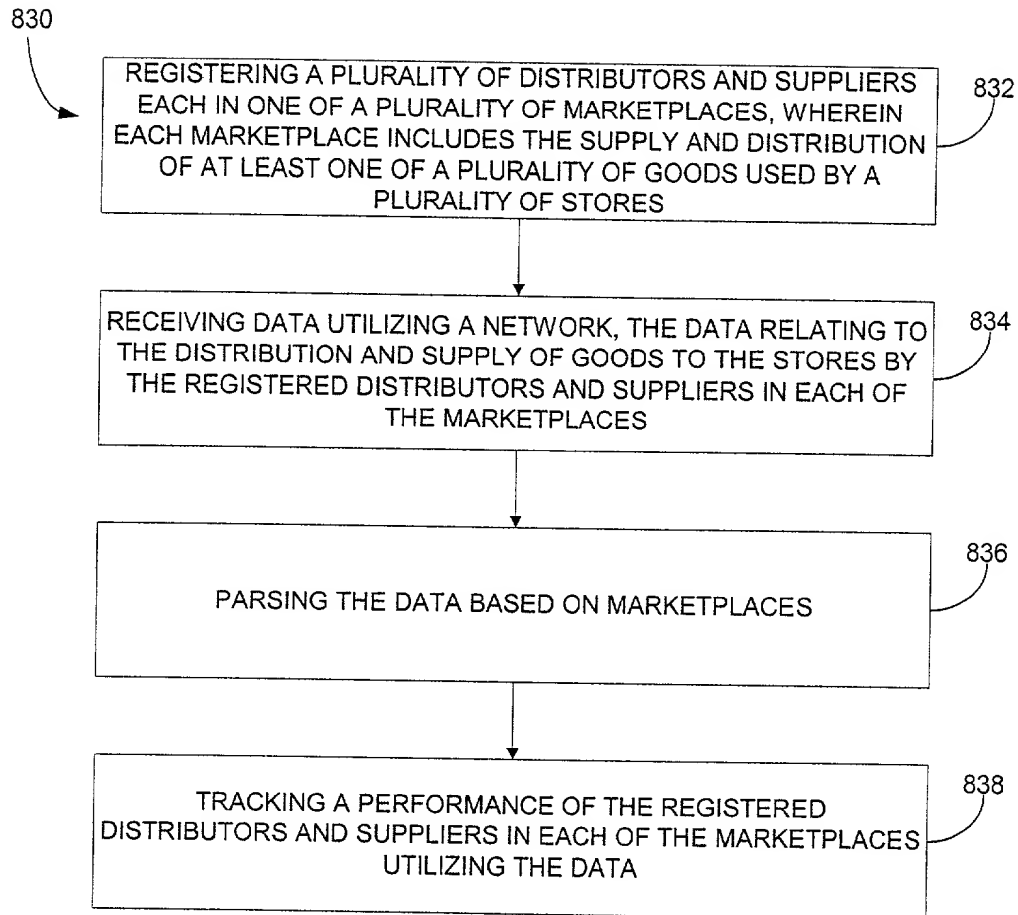 830
REGISTERING A PLURALITY OF DISTRIBUTORS AND SUPPLIERS
EACH IN ONE OF A PLURALITY OF MARKETPLACES, WHEREIN
EACH MARKETPLACE INCLUDES THE SUPPLY AND DISTRIBUTION
OF AT LEAST ONE OF A PLURALITY OF GOODS USED BY A
PLURALITY OF STORES
832
RECEIVING DATA UTILIZING A NETWORK, THE DATA RELATING TO
THE DISTRIBUTION AND SUPPLY OF GOODS TO THE STORES BY
THE REGISTERED DISTRIBUTORS AND SUPPLIERS IN EACH OF
THE MARKETPLACES
834
PARSING THE DATA BASED ON MARKETPLACES
836
TRACKING A PERFORMANCE OF THE REGISTERED
DISTRIBUTORS AND SUPPLIERS IN EACH OF THE MARKETPLACES
UTILIZING THE DATA
838